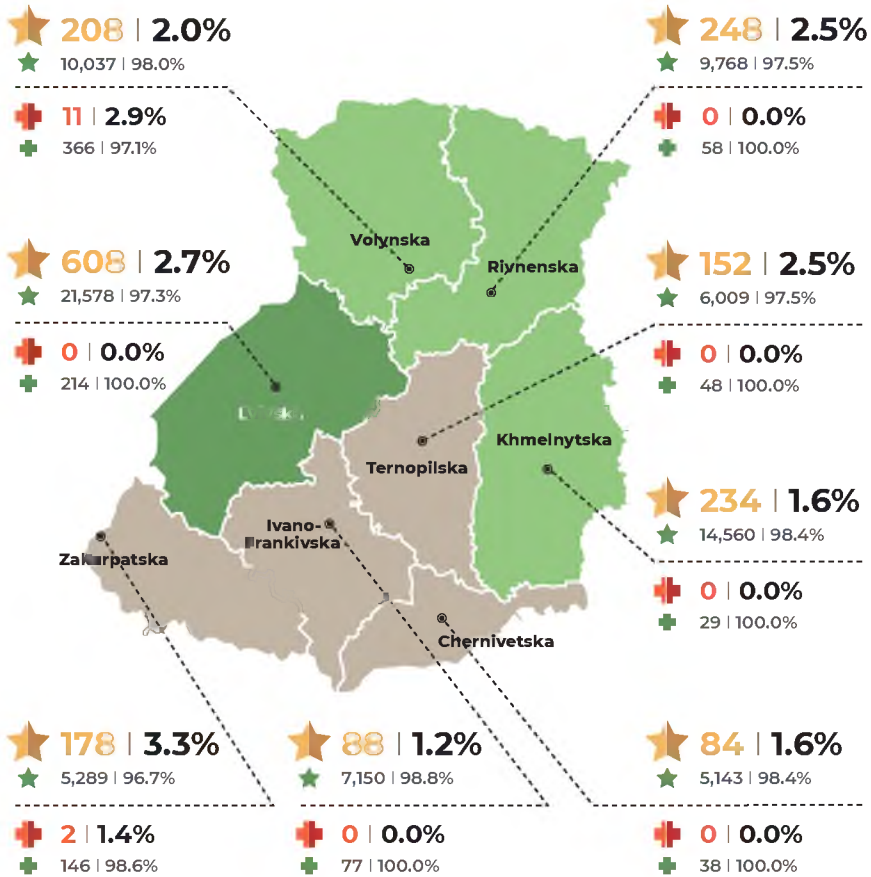 208 | 2.0%
10,037 | 98.0%
11 | 2.9%
366 | 97.1%
248 | 2.5%
9,768 | 97.5%
0 | 0.0%
58 | 100.0%
Volynska
Rivnenska
608 | 2.7%
21,578 | 97.3%
0 | 0.0%
214 | 100.0%
152 | 2.5%
6,009 | 97.5%
0 | 0.0%
48 | 100.0%
Khmelnytska
Ternopilska
234 | 1.6%
14,560 | 98.4%
0 | 0.0%
29 | 100.0%
Ivano-
rankivska
Zakarpatska
Chernivetska
178 | 3.3%
5,289 | 96.7%
2 | 1.4%
146 | 98.6%
88 | 1.2%
7,150 | 98.8%
0 | 0.0%
77 | 100.0%
84 | 1.6%
5,143 | 98.4%
0 | 0.0%
38 | 100.0%